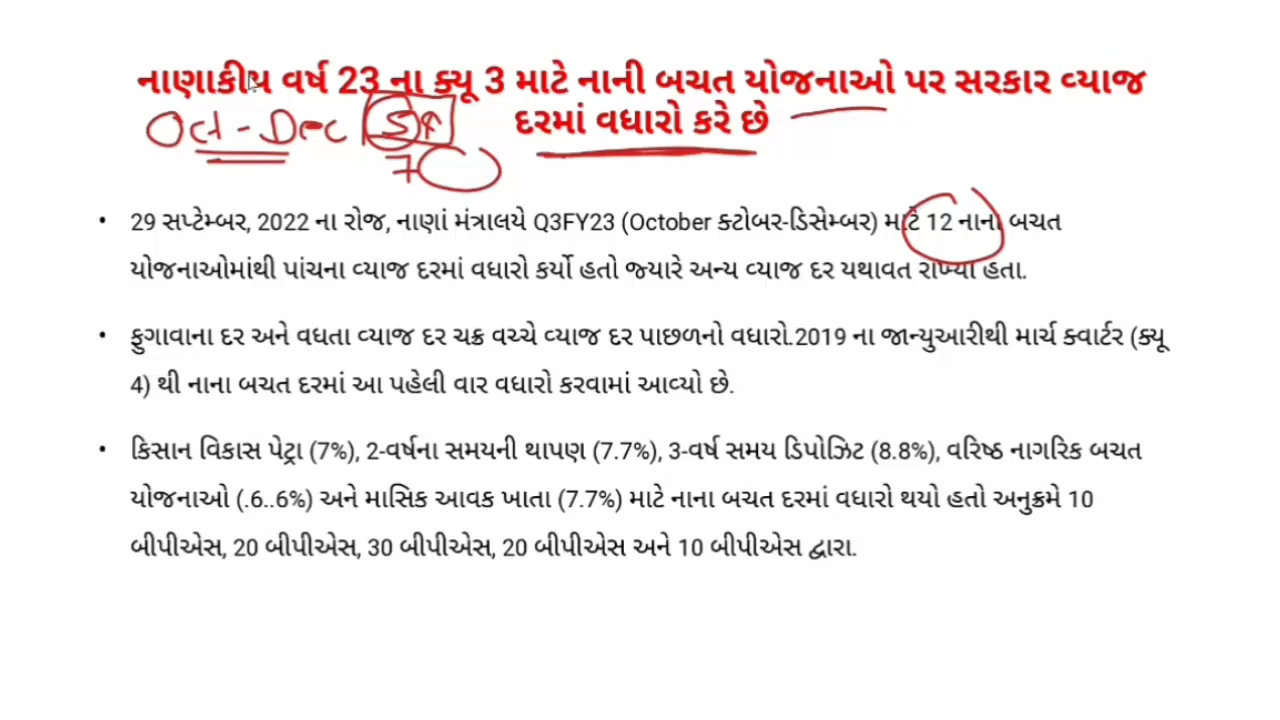 નાણાકીય વર્ષ 23 ના ક્યૂ 3 માટે નાની બચત યોજનાઓ પર સરકાર વ્યાજ
દરમાં વધારો કરે છે
Oct - Dec 5
7
• 29 સપ્ટેમ્બર, 2022 ના રોજ, નાણાં મંત્રાલયે Q3FY23 (October ક્ટોબર-ડિસેમ્બર) માટે 12 નાના બચત
યોજનાઓમાંથી પાંચના વ્યાજ દરમાં વધારો કર્યો હતો જ્યારે અન્ય વ્યાજ દર યથાવત રાખ્યા હતા.
• ફુગાવાના દર અને વધતા વ્યાજ દર ચક્ર વચ્ચે વ્યાજ દર પાછળનો વધારો.2019 ના જાન્યુઆરીથી માર્ચ ક્વાર્ટર (ક્યૂ
4) થી નાના બચત દરમાં આ પહેલી વાર વધારો કરવામાં આવ્યો છે.
• કિસાન વિકાસ પેટ્રા (7%), 2-વર્ષના સમયની થાપણ (7.7%), 3-વર્ષ સમય ડિપોઝિટ (8.8%), વરિષ્ઠ નાગરિક બચત
યોજનાઓ (.6..6%) અને માસિક આવક ખાતા (7.7%) માટે નાના બચત દરમાં વધારો થયો હતો અનુક્રમે 10
બીપીએસ, 20 બીપીએસ, 30 બીપીએસ, 20 બીપીએસ અને 10 બીપીએસ દ્વારા.